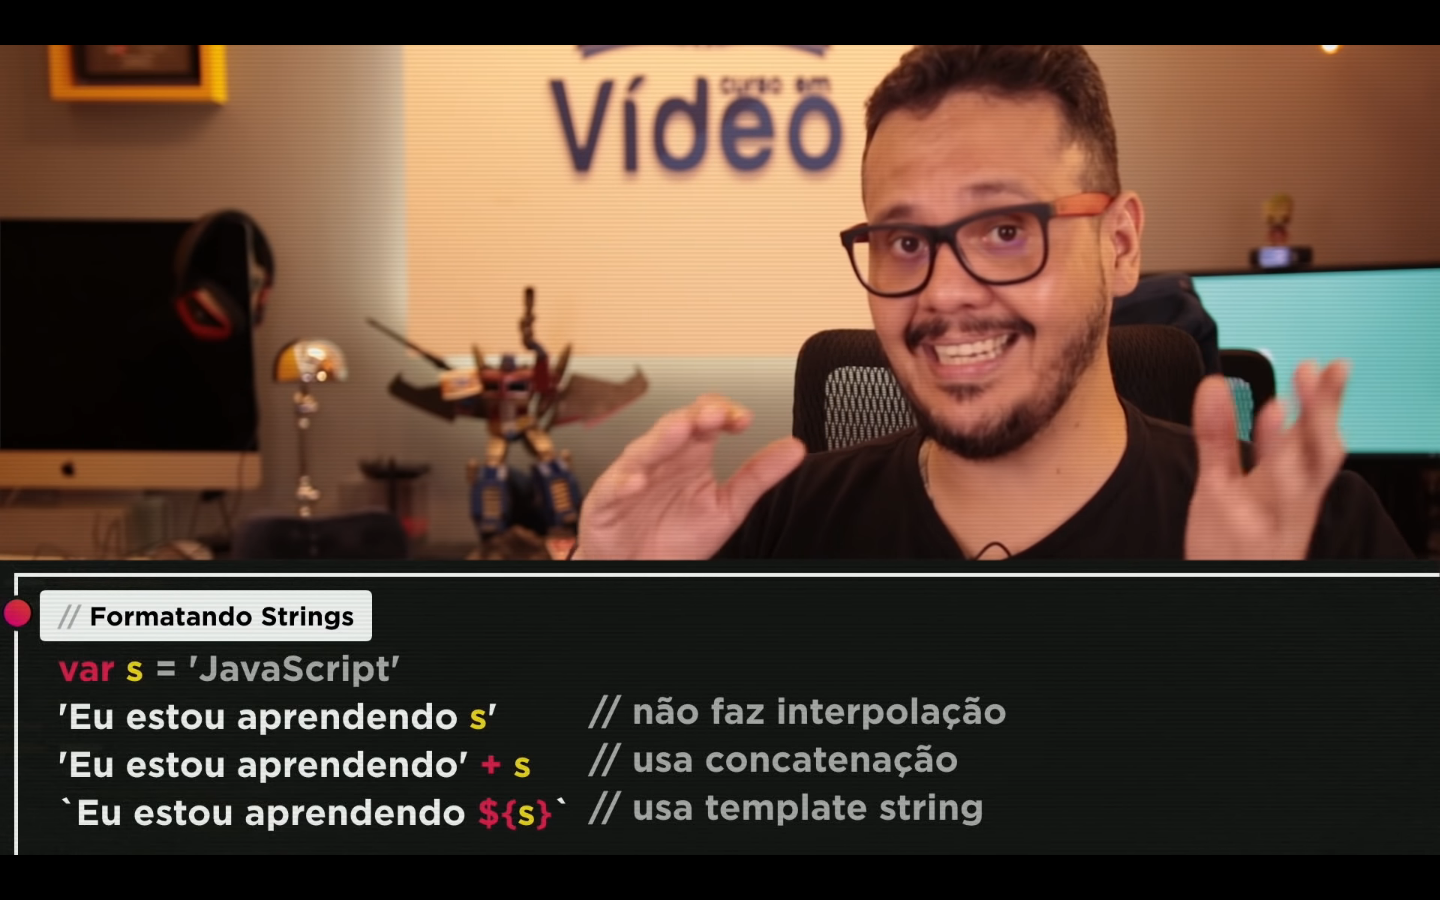 curso em
Vídeo
// Formatando Strings
var s = 'JavaScript'
'Eu estou aprendendo s' // não faz interpolação
'Eu estou aprendendo' + s // usa concatenação
`Eu estou aprendendo ${s}` // usa template string